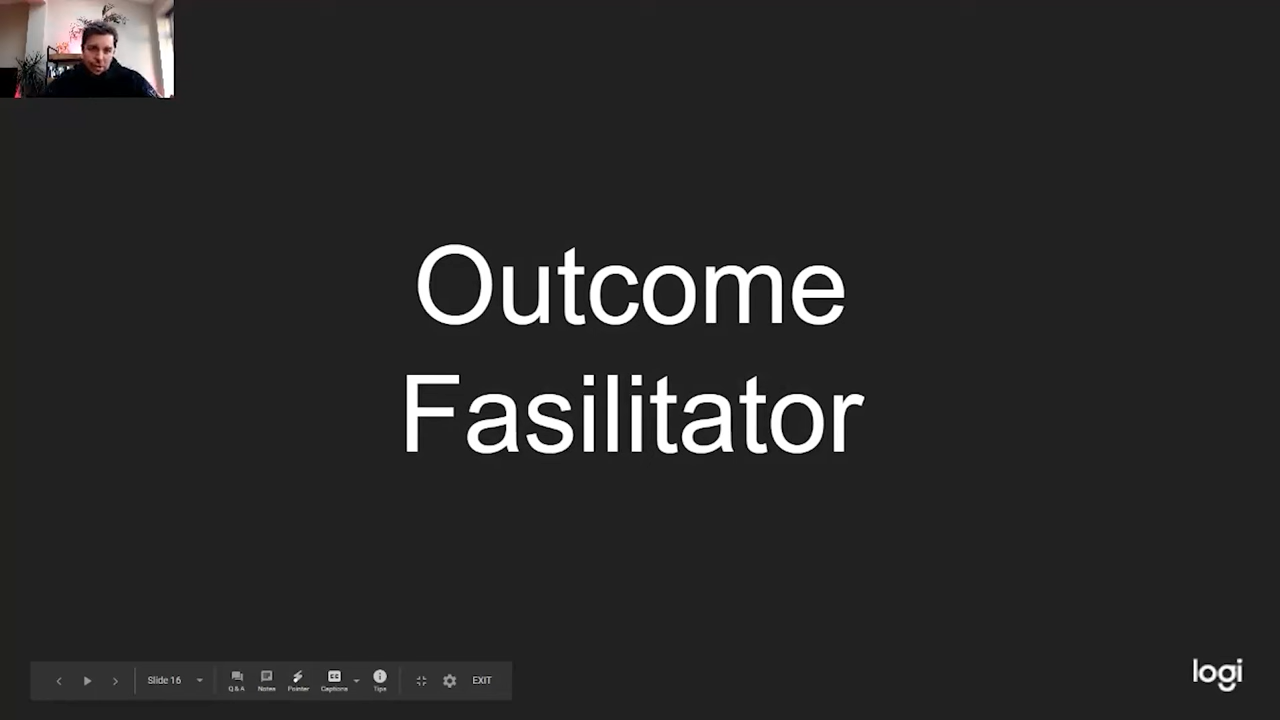 Outcome
Fasilitator
Slide 16
Q&A
Notes
Pointer
Captions
Tips
EXIT
logi